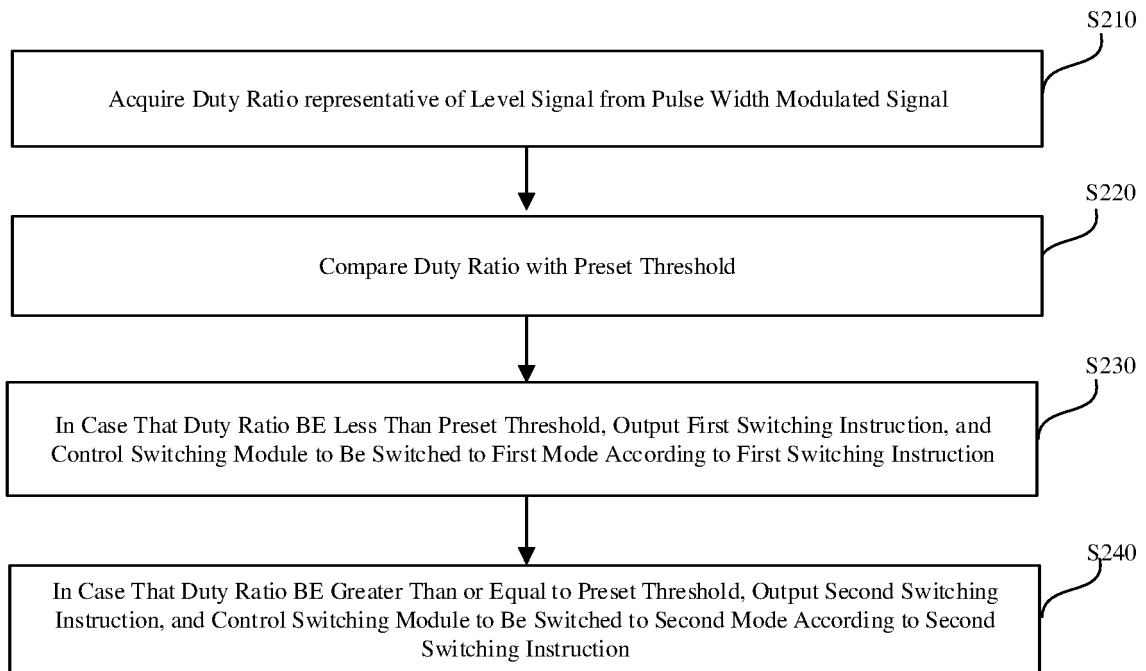 S210
Acquire Duty Ratio representative of Level Signal from Pulse Width Modulated Signal
S220
Compare Duty Ratio with Preset Threshold
S230
In Case That Duty Ratio BE Less Than Preset Threshold, Output First Switching Instruction, and
Control Switching Module to Be Switched to First Mode According to First Switching Instruction
S240
In Case That Duty Ratio BE Greater Than or Equal to Preset Threshold, Output Second Switching
Instruction, and Control Switching Module to Be Switched to Second Mode According to Second
Switching Instruction